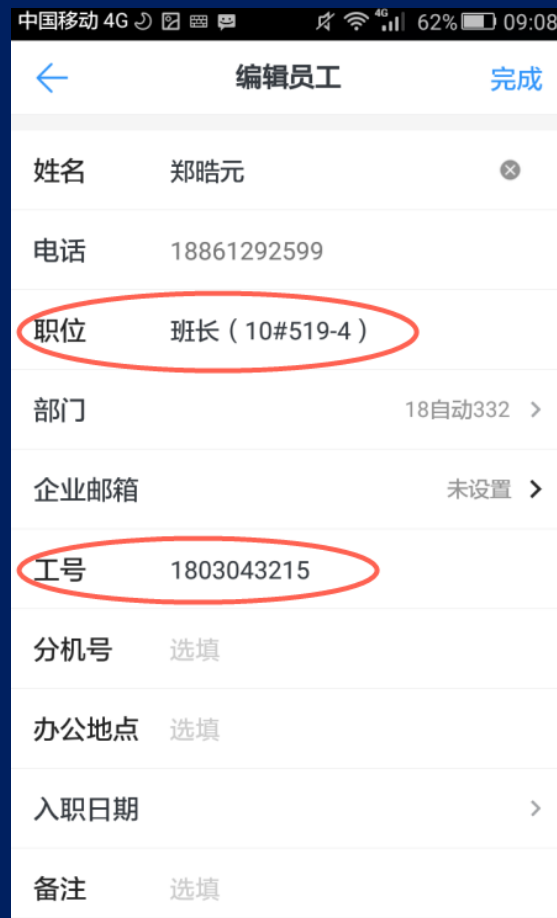 中国移动 4G 4G 62% 09:08
编辑员工 完成
姓名 郑晧元
电话 18861292599
职位 班长（10#519-4）
部门 18自动332
企业邮箱 未设置
工号 1803043215
分机号 选填
办公地点 选填
入职日期
备注 选填